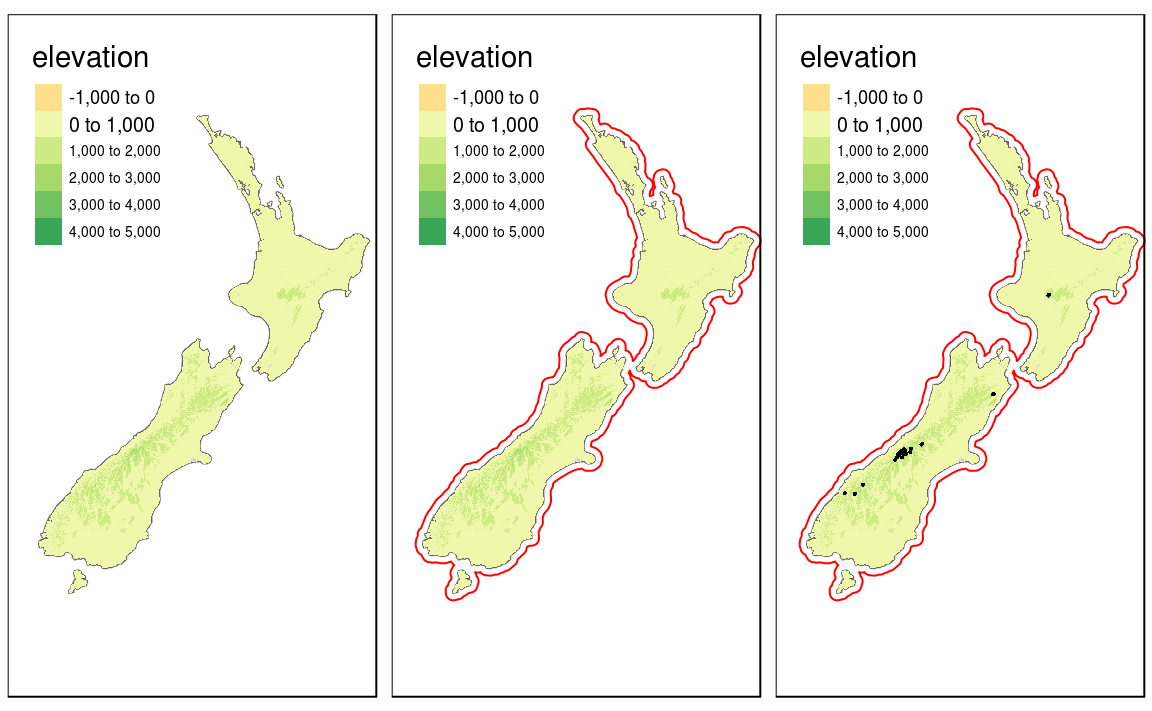 elevation
-1,000 to 0
0 to 1,000
1,000 to 2,000
2,000 to 3,000
3,000 to 4,000
4,000 to 5,000
elevation
-1,000 to 0
0 to 1,000
1,000 to 2,000
2,000 to 3,000
3,000 to 4,000
4,000 to 5,000
elevation
-1,000 to 0
0 to 1,000
1,000 to 2,000
2,000 to 3,000
3,000 to 4,000
4,000 to 5,000